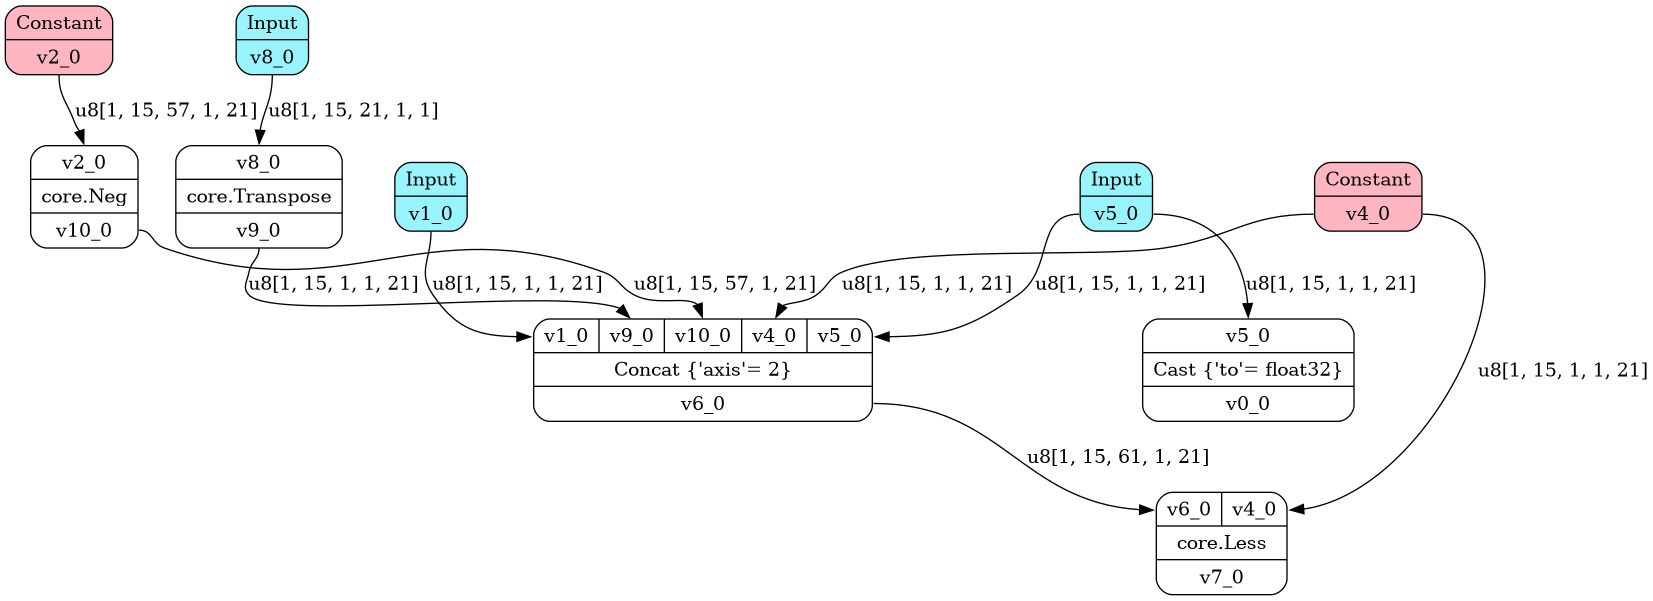 Constant
v2_0
Input
v8_0
u8[1, 15, 57, 1, 21]
u8[1, 15, 21, 1, 1]
v2_0
core.Neg
v10_0
v8_0
core.Transpose
v9_0
Input
v1_0
Input
v5_0
Constant
v4_0
u8[1, 15, 1, 1, 21]
u8[1, 15, 1, 1, 21]
u8[1, 15, 57, 1, 21]
u8[1, 15, 1, 1, 21]
u8[1, 15, 1, 1, 21]
u8[1, 15, 1, 1, 21]
v1_0 v9_0 v10_0 v4_0 v5_0
Concat {'axis'= 2}
v6_0
v5_0
Cast {'to'= float32}
v0_0
u8[1, 15, 1, 1, 21]
u8[1, 15, 61, 1, 21]
v6_0 v4_0
core.Less
v7_0